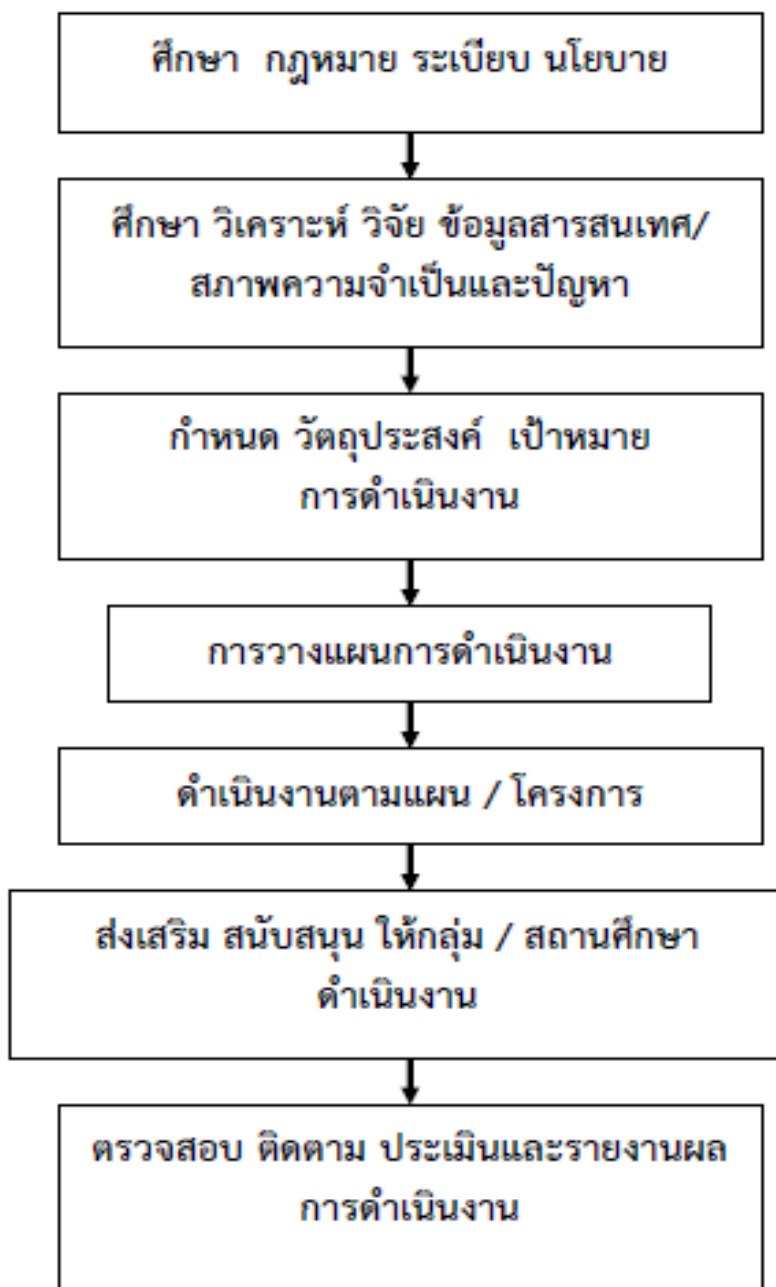 ศึกษา กฎหมาย ระเบียบ นโยบาย
ศึกษา วิเคราะห์ วิจัย ข้อมูลสารสนเทศ/
สภาพความจำเป็นและปัญหา
กำหนด วัตถุประสงค์ เป้าหมาย
การดำเนินงาน
การวางแผนการดำเนินงาน
ดำเนินงานตามแผน / โครงการ
ส่งเสริม สนับสนุน ให้กลุ่ม / สถานศึกษา
ดำเนินงาน
ตรวจสอบ ติดตาม ประเมินและรายงานผล
การดำเนินงาน